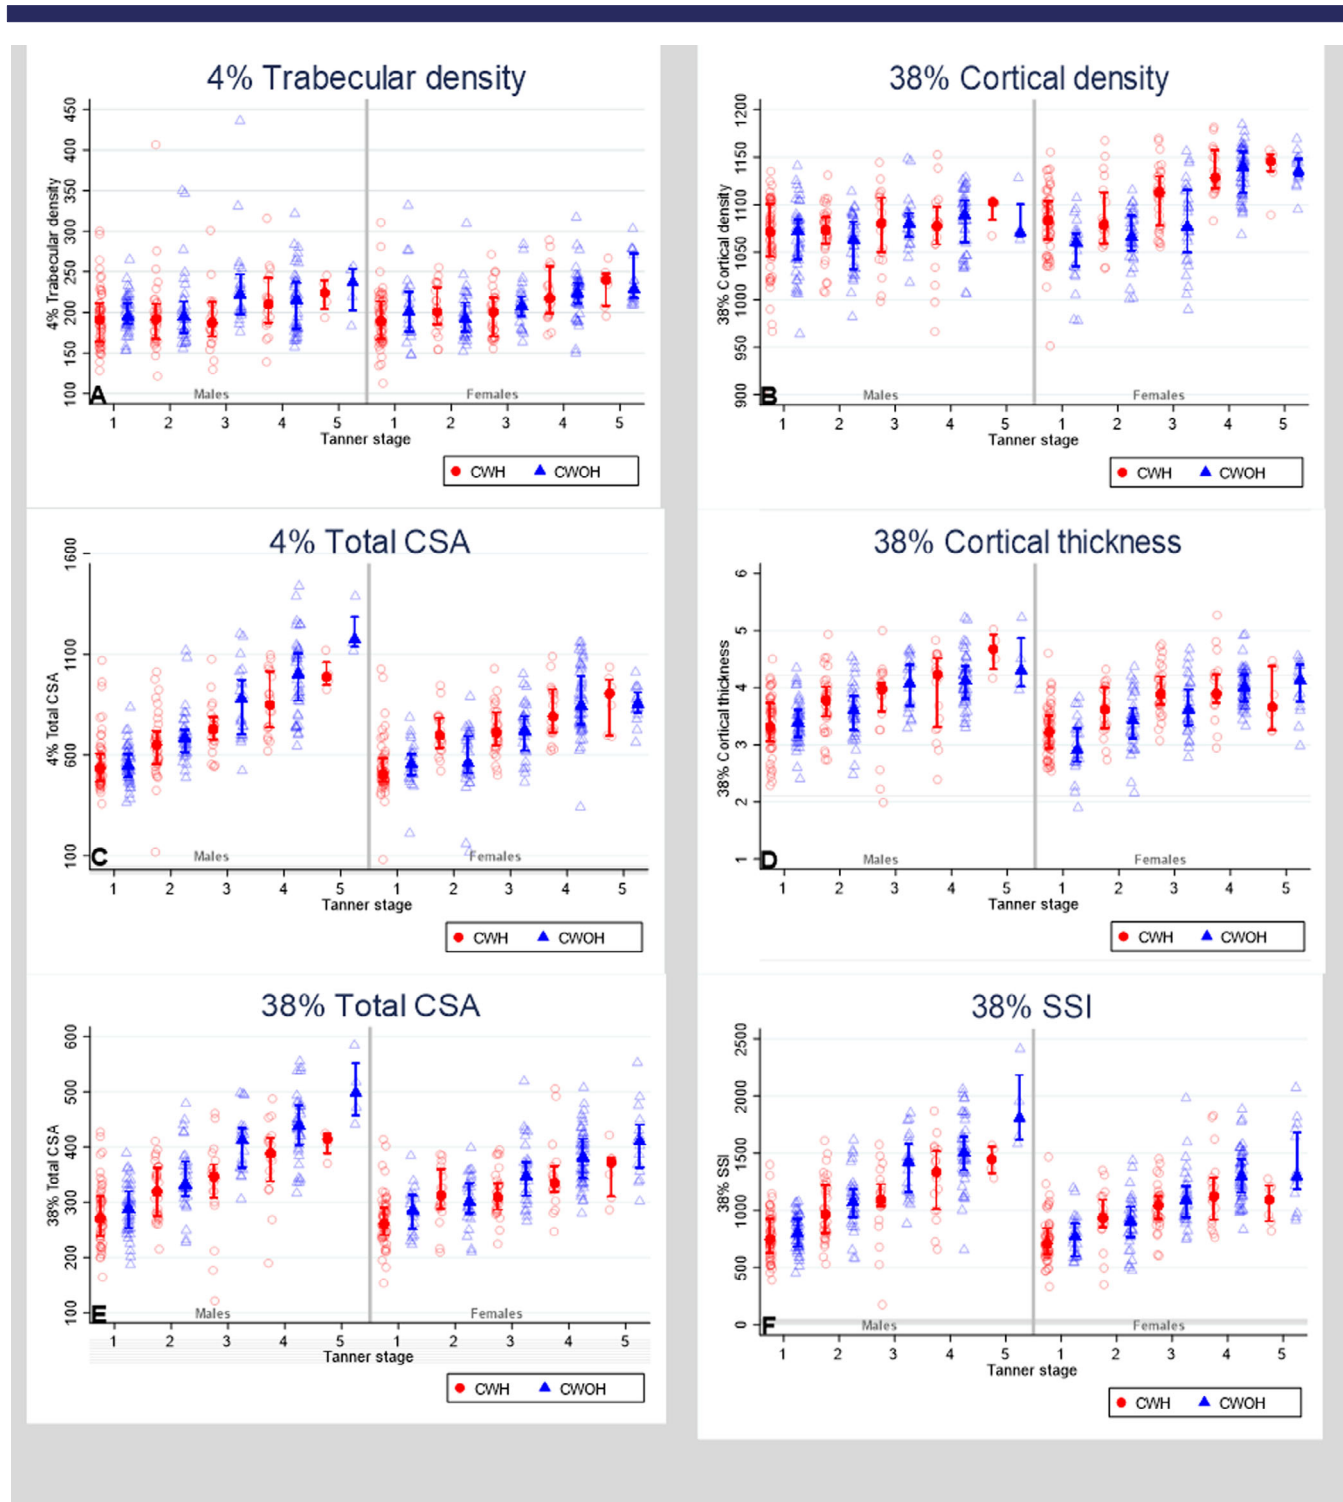 4% Trabecular density
4% Trabecular density
450
400
350
300
250
200
150
100
A
Males
Females
1 2 3 4 5 1 2 3 4 5
Tanner stage
CWH CWOH
38% Cortical density
38% Cortical density
1200
1150
1100
1050
1000
950
900
B
Males
Females
1 2 3 4 5 1 2 3 4 5
Tanner stage
CWH CWOH
4% Total CSA
4% Total CSA
1600
1100
600
100
C
Males
Females
1 2 3 4 5 1 2 3 4 5
Tanner stage
CWH CWOH
38% Cortical thickness
38% Cortical thickness
6
5
4
3
2
1
D
Males
Females
1 2 3 4 5 1 2 3 4 5
Tanner stage
CWH CWOH
38% Total CSA
38% Total CSA
600
500
400
300
200
100
E
Males
Females
1 2 3 4 5 1 2 3 4 5
Tanner stage
CWH CWOH
38% SSI
38% SSI
2500
2000
1500
1000
500
0
F
Males
Females
1 2 3 4 5 1 2 3 4 5
Tanner stage
CWH CWOH